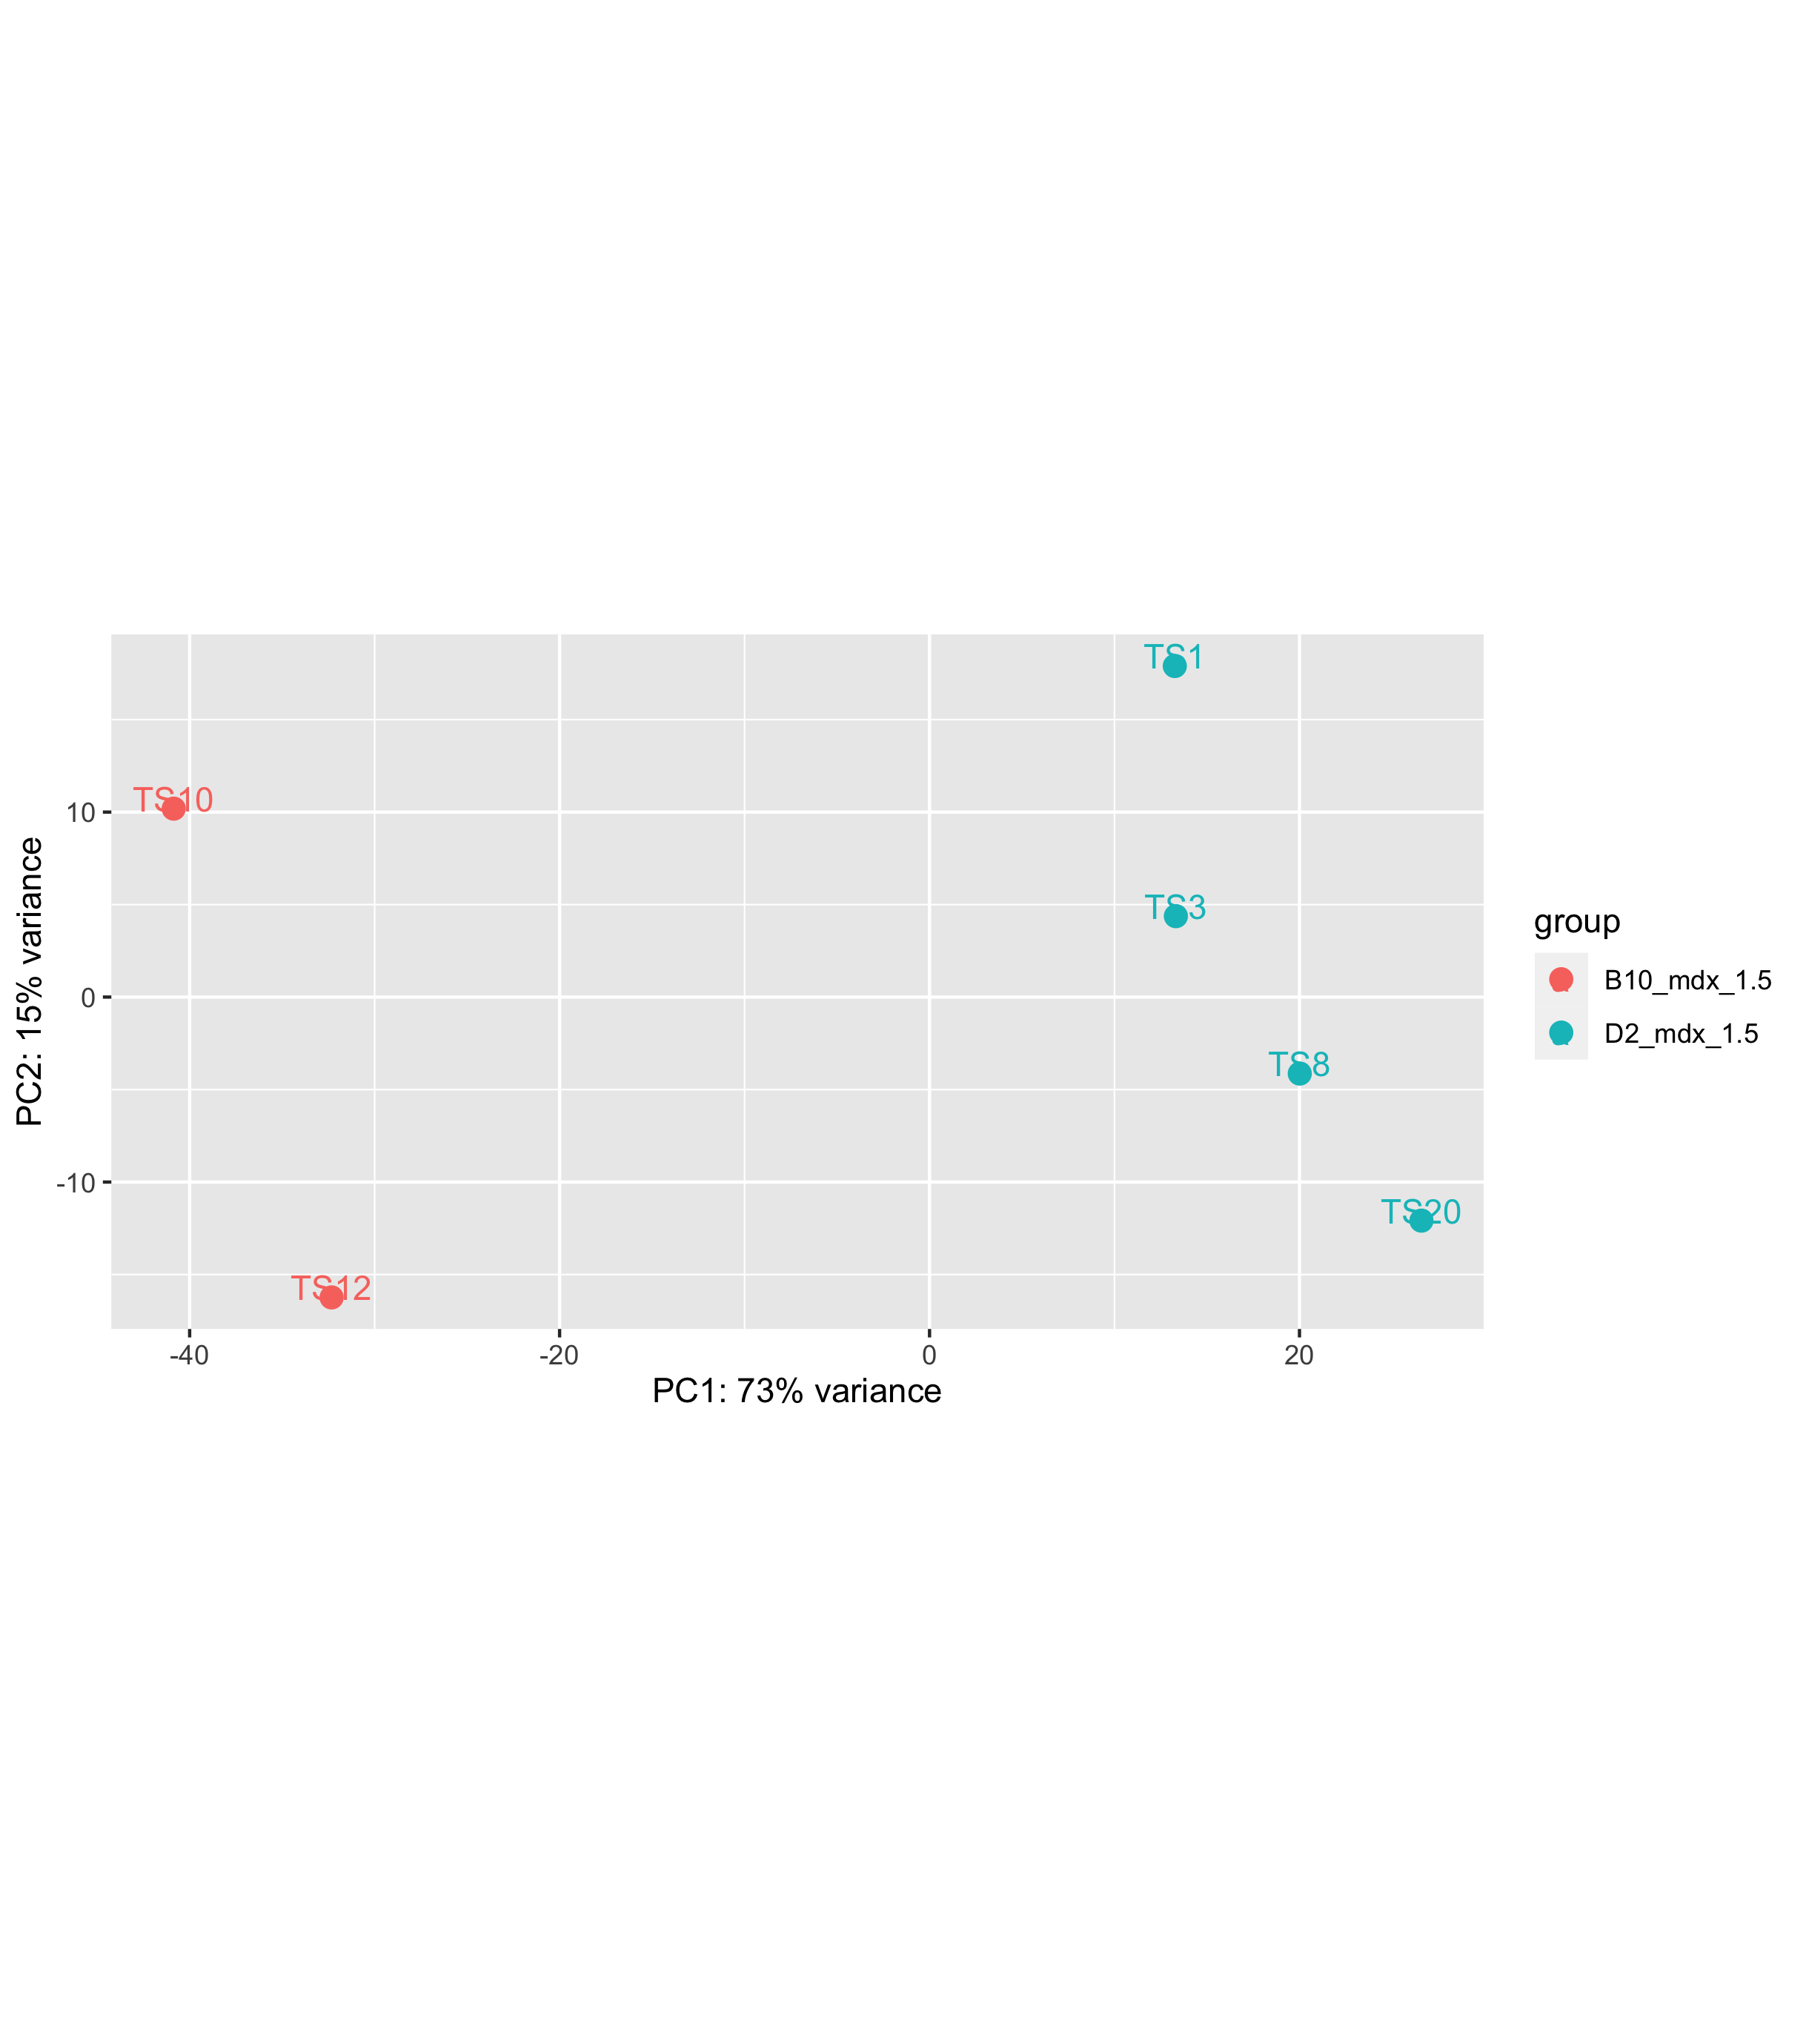 TS1
TS10
TS3
TS8
TS20
TS12
10
0
-10
-40
-20
0
20
PC1: 73% variance
PC2: 15% variance
group
B10_mdx_1.5
D2_mdx_1.5